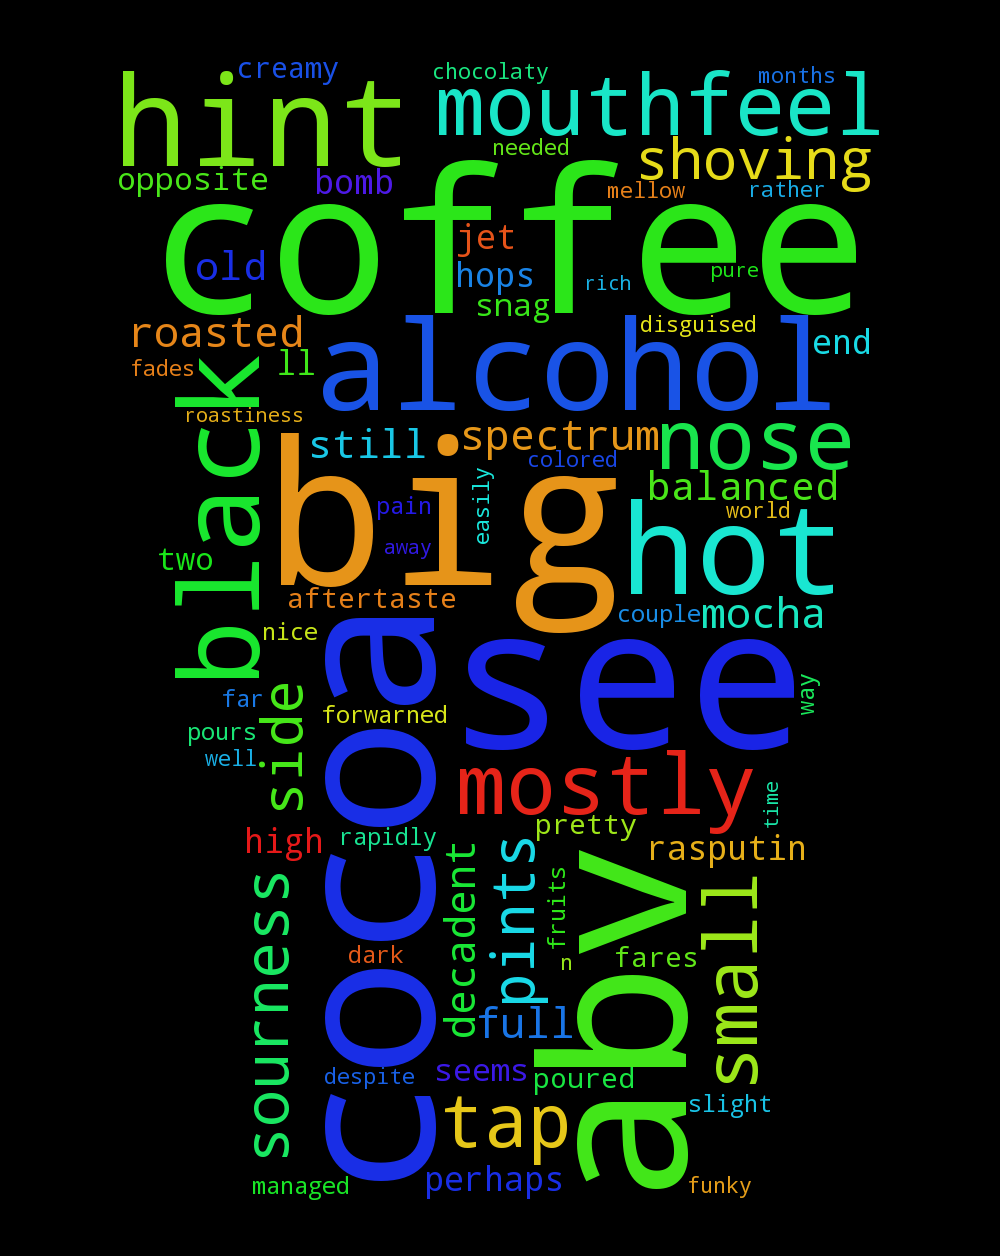 creamy
chocolaty
months
hint
mouthfeel
needed
shoving
opposite
bomb
mellow
rather
coffee
jet
old
hops
rich
pure
snag
roasted
disguised
end
fades
ll
alcohol
black
roastiness
still
spectrum
nose
colored
balanced
big
pain
easily
world
away
hot
two
aftertaste
couple
mocha
nice
cocoa
see
far
side
forwarned
way
pours
well
mostly
time
high
rapidly
pretty
rasputin
sourness
decadent
pints
fruits
abv
small
dark
n
fares
full
despite
seems
poured
slight
tap
managed
perhaps
funky